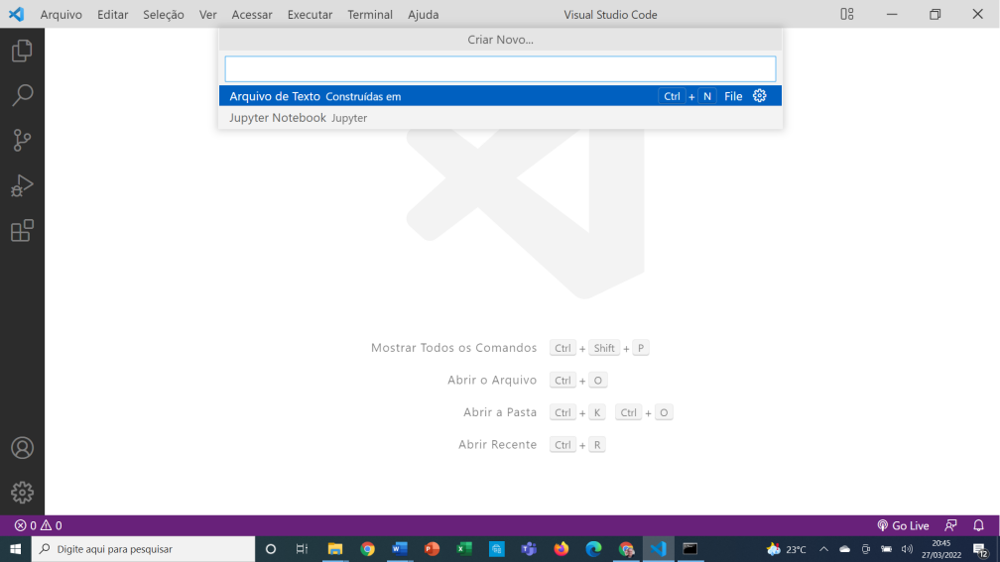 Arquivo Editar Seleção Ver Acessar Executar Terminal Ajuda Visual Studio Code
Criar Novo...
Arquivo de Texto Construídas em Ctrl + N File
Jupyter Notebook Jupyter
Mostrar Todos os Comandos Ctrl + Shift + P
Abrir o Arquivo Ctrl + O
Abrir a Pasta Ctrl + K Ctrl + O
Abrir Recente Ctrl + R
0 0 Go Live
Digite aqui para pesquisar 23°C 20:45
27/03/2022 12